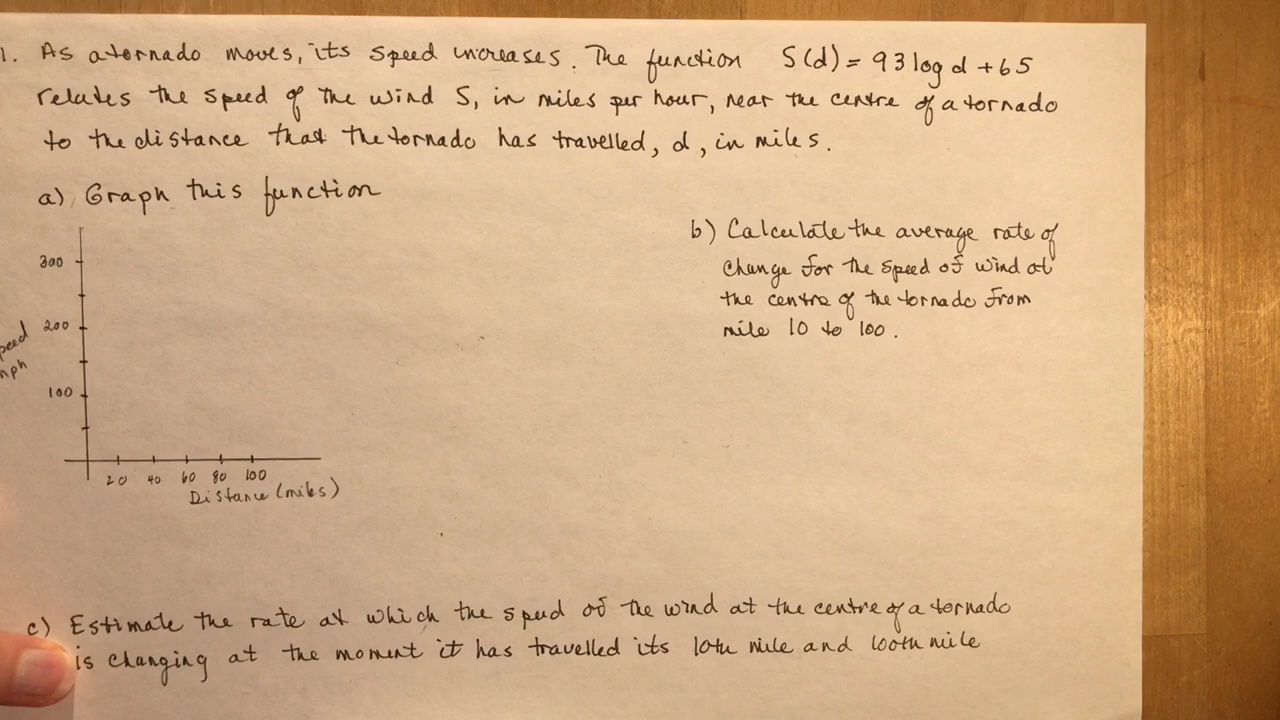 1. As a tornado moves, its speed increases. The function S(d) = 93 log d + 65
relates the speed of the wind S, in miles per hour, near the centre of a tornado
to the distance that the tornado has travelled, d, in miles.
a) Graph this function
b) Calculate the average rate of
change for the speed of wind at
the centre of the tornado from
mile 10 to 100.
300
200
100
peed
mph
20 40 60 80 100
Distance (miles)
c) Estimate the rate at which the speed of the wind at the centre of a tornado
is changing at the moment it has travelled its 10th mile and 100th mile